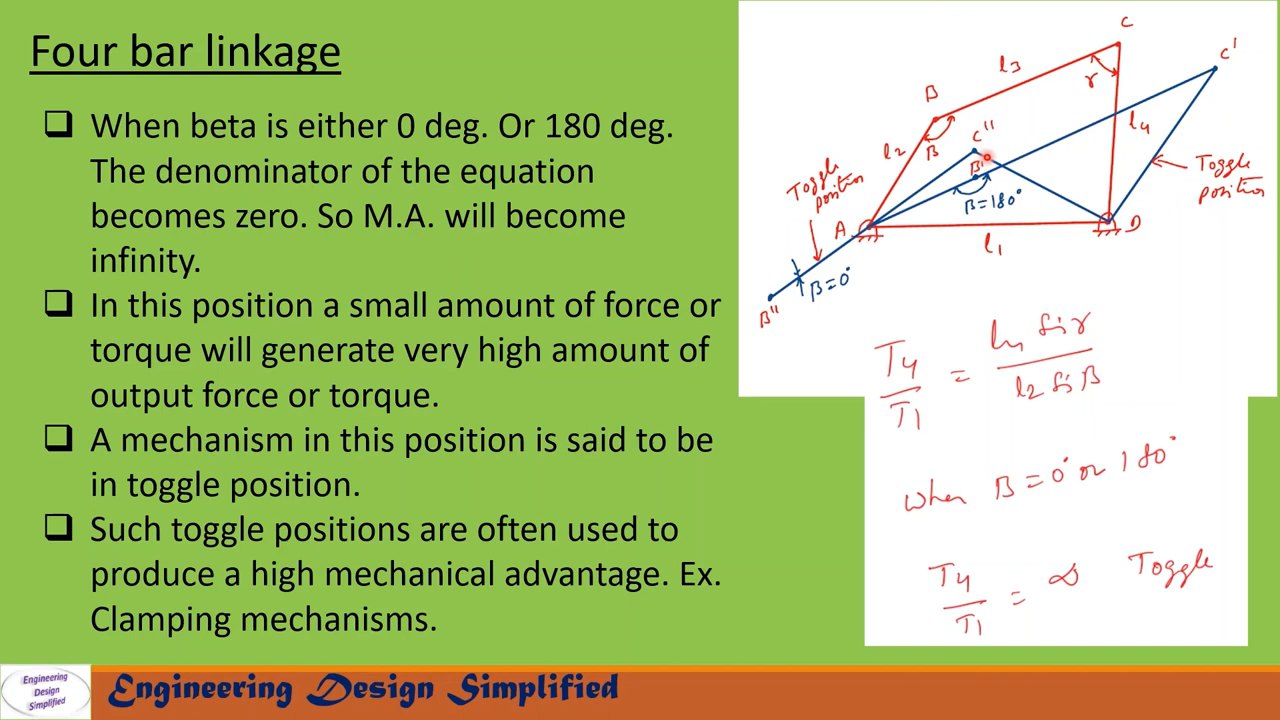 Four bar linkage
When beta is either 0 deg. Or 180 deg.
The denominator of the equation
becomes zero. So M.A. will become
infinity.
In this position a small amount of force or
torque will generate very high amount of
output force or torque.
A mechanism in this position is said to be
in toggle position.
Such toggle positions are often used to
produce a high mechanical advantage. Ex.
Clamping mechanisms.
C
C'
l3
B
γ
C''
l4
l2
β
B'
Toggle
position
Toggle
position
β=180°
A
D
l1
β=0°
B''
T4/T1 = l4 Sin γ / l2 Sin β
when β = 0° or 180°
T4/T1 = ∞ Toggle
Engineering
Design
Simplified
Engineering Design Simplified